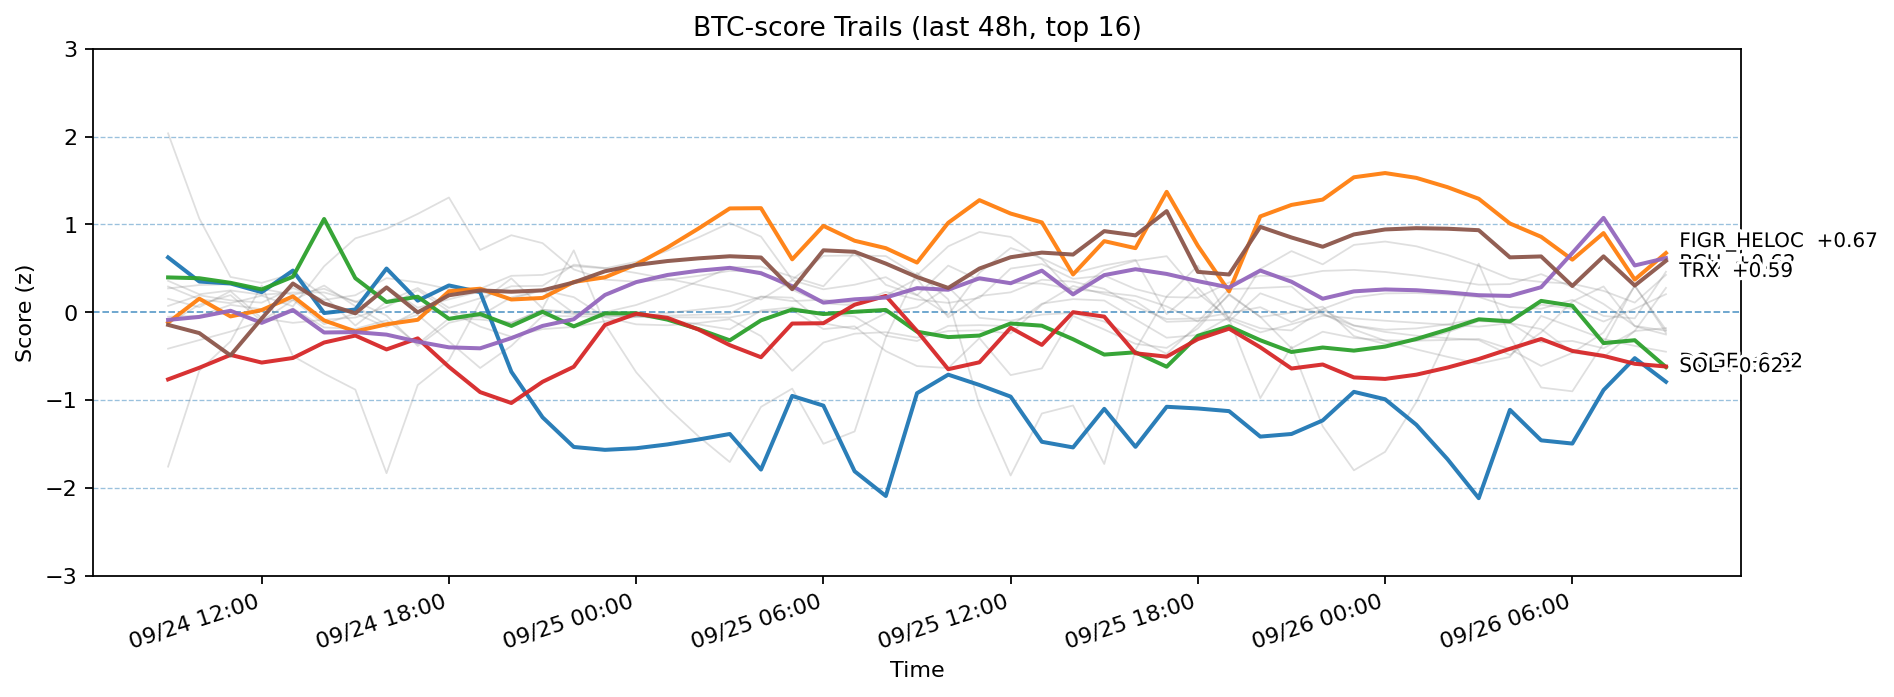 BTC-score Trails (last 48h, top 16)
Score (z)
3
2
1
0
−1
−2
−3
FIGR_HELOC +0.67
TRX +0.59
SOL
09/24 12:00
09/24 18:00
09/25 00:00
09/25 06:00
09/25 12:00
09/25 18:00
09/26 00:00
09/26 06:00
Time